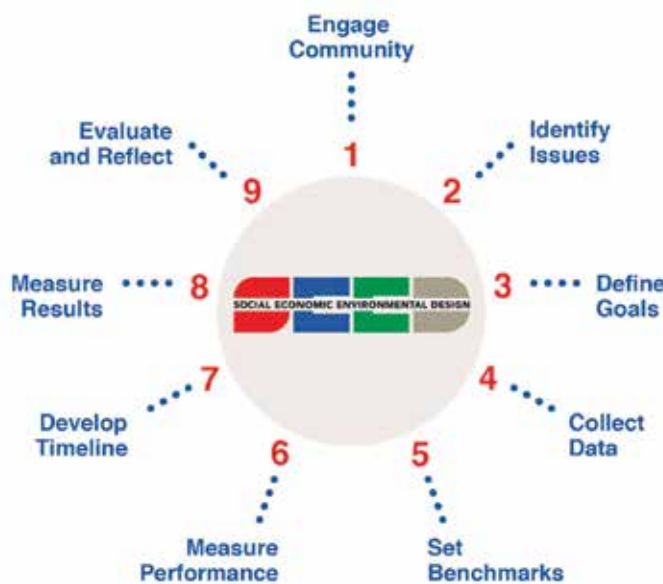 Engage
Community
1
Identify
Issues
2
Define
Goals
3
Collect
Data
4
Set
Benchmarks
5
Measure
Performance
6
Develop
Timeline
7
Measure
Results
8
Evaluate
and Reflect
9
SOCIAL ECONOMIC ENVIRONMENTAL DESIGN